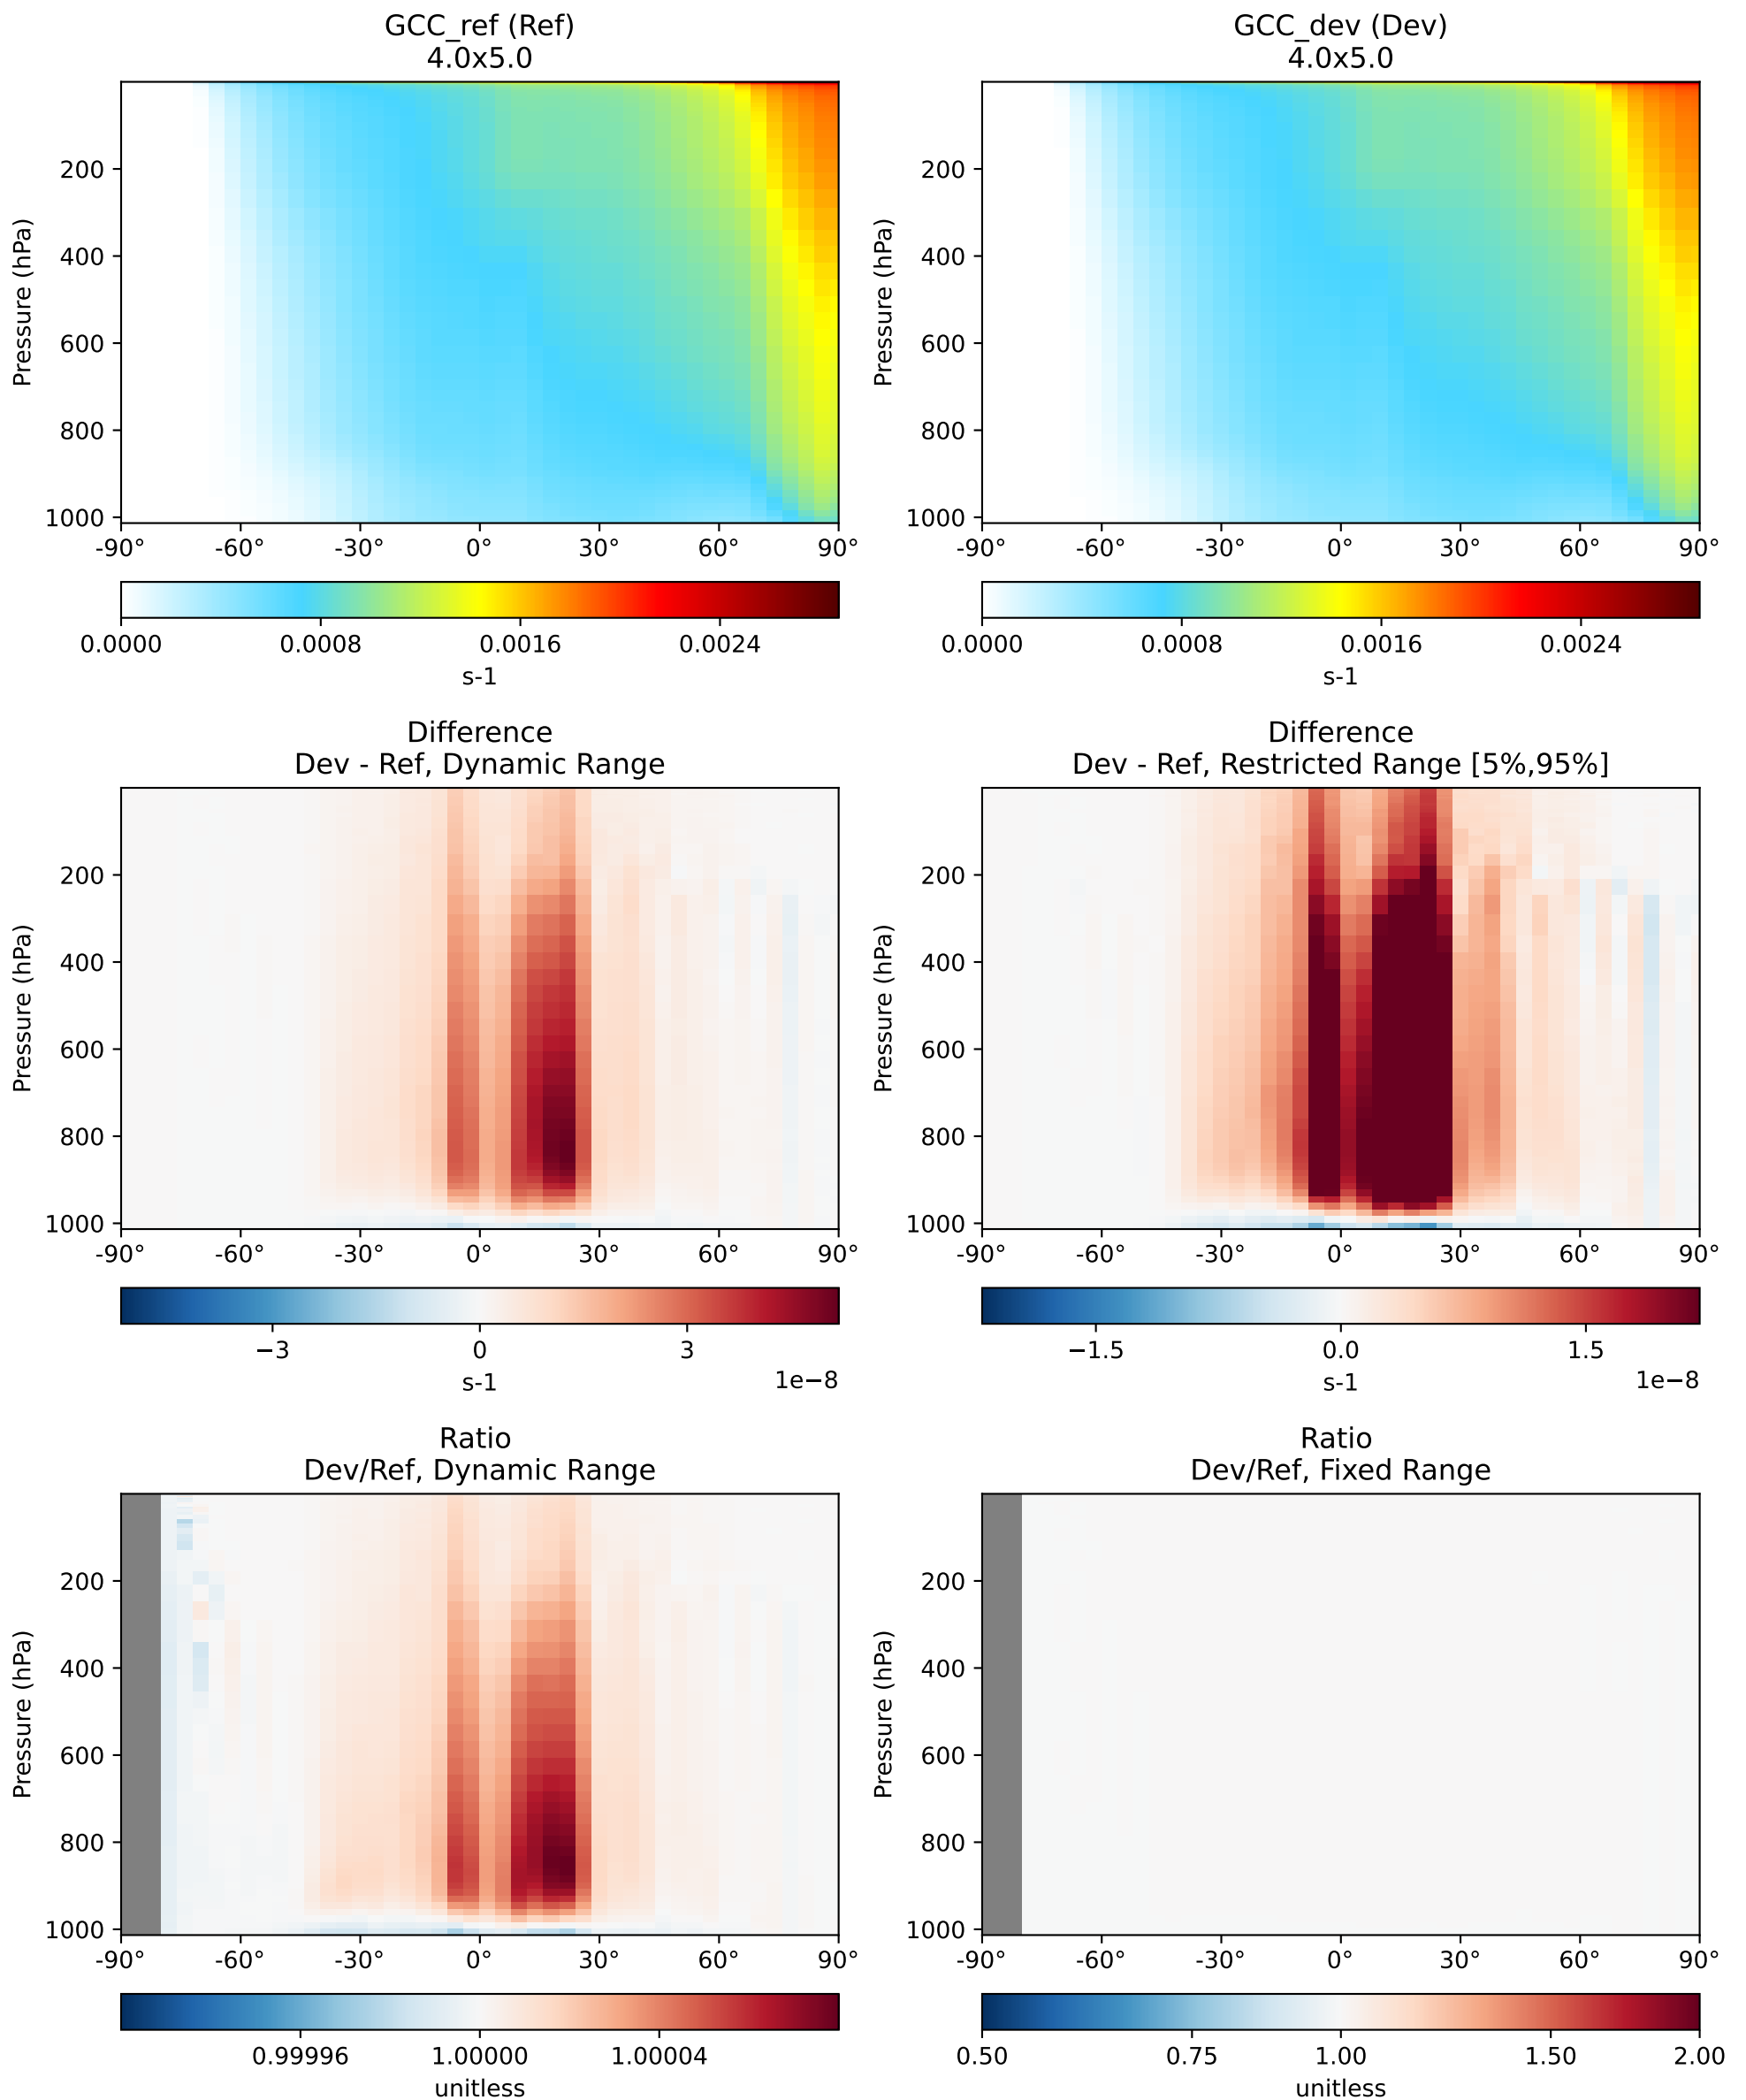 GCC_ref (Ref)
4.0x5.0
Pressure (hPa)
200
400
600
800
1000
-90° -60° -30° 0° 30° 60° 90°
0.0000 0.0008 0.0016 0.0024
s-1
GCC_dev (Dev)
4.0x5.0
Pressure (hPa)
200
400
600
800
1000
-90° -60° -30° 0° 30° 60° 90°
0.0000 0.0008 0.0016 0.0024
s-1
Difference
Dev - Ref, Dynamic Range
Pressure (hPa)
200
400
600
800
1000
-90° -60° -30° 0° 30° 60° 90°
−3 0 3
s-1 1e−8
Difference
Dev - Ref, Restricted Range [5%,95%]
Pressure (hPa)
200
400
600
800
1000
-90° -60° -30° 0° 30° 60° 90°
−1.5 0.0 1.5
s-1 1e−8
Ratio
Dev/Ref, Dynamic Range
Pressure (hPa)
200
400
600
800
1000
-90° -60° -30° 0° 30° 60° 90°
0.99996 1.00000 1.00004
unitless
Ratio
Dev/Ref, Fixed Range
Pressure (hPa)
200
400
600
800
1000
-90° -60° -30° 0° 30° 60° 90°
0.50 0.75 1.00 1.50 2.00
unitless